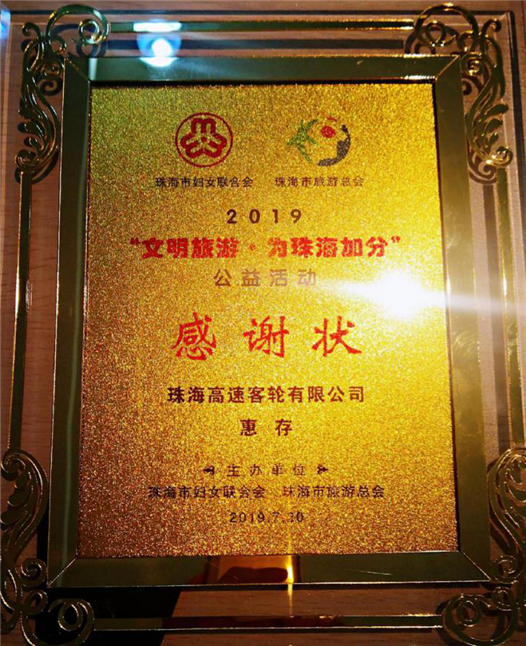 珠海市妇女联合会 珠海市旅游总会
2019
“文明旅游·为珠海加分”
公益活动
感谢状
珠海高速客轮有限公司
惠存
主办单位
珠海市妇女联合会 珠海市旅游总会
2019.7.10